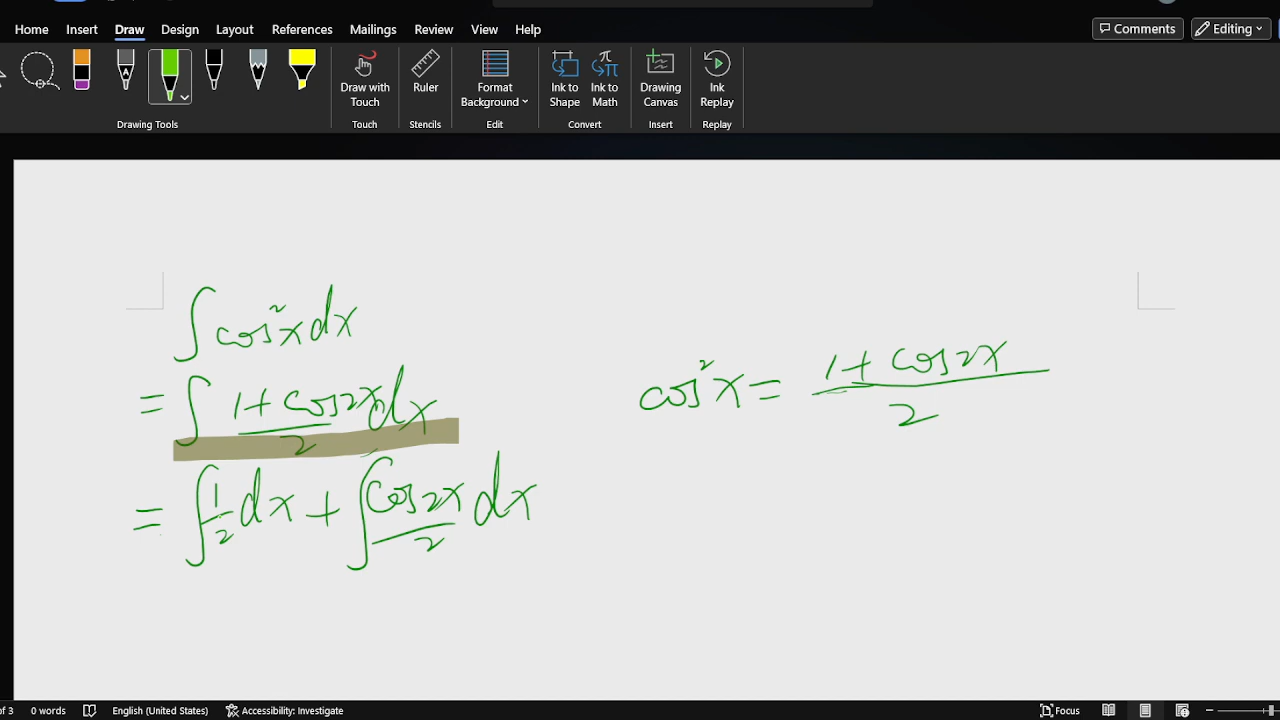 Home Insert Draw Design Layout References Mailings Review View Help Comments Editing
Draw with Touch Ruler Format Background Ink to Shape Ink to Math Drawing Canvas Ink Replay
Drawing Tools Touch Stencils Edit Convert Insert Replay
∫ cos²x dx
= ∫ (1 + cos2x)/2 dx
cos²x = (1 + cos2x)/2
= ∫ 1/2 dx + ∫ cos2x/2 dx
of 3 0 words English (United States) Accessibility: Investigate Focus